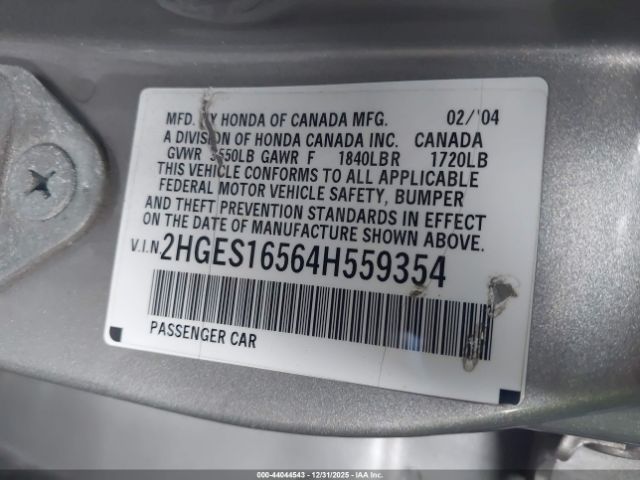 MFD. BY HONDA OF CANADA MFG. 02/'04
A DIVISION OF HONDA CANADA INC. CANADA
GVWR 3550LB GAWR F 1840LB R 1720LB
THIS VEHICLE CONFORMS TO ALL APPLICABLE
FEDERAL MOTOR VEHICLE SAFETY, BUMPER
AND THEFT PREVENTION STANDARDS IN EFFECT
ON THE DATE OF MANUFACTURE SHOWN ABOVE.
V.I.N 2HGES16564H559354
PASSENGER CAR
000-44044543 - 12/31/2025 - IAA Inc.